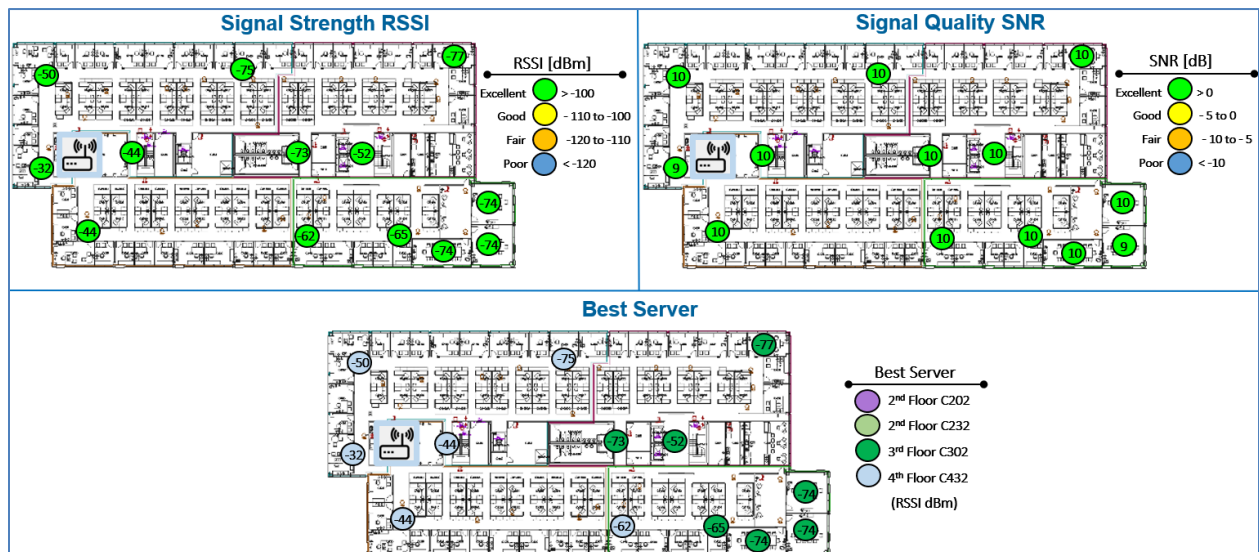 Signal Strength RSSI
-50
-75
-77
-32
-44
-73
-52
-44
-62
-65
-74
-74
-74
RSSI [dBm]
Excellent > -100
Good - 110 to -100
Fair -120 to -110
Poor < -120
Signal Quality SNR
10
10
10
9
10
10
10
10
10
10
10
10
9
SNR [dB]
Excellent > 0
Good - 5 to 0
Fair - 10 to - 5
Poor < -10
Best Server
-50
-75
-77
-32
-44
-73
-52
-44
-62
-65
-74
-74
-74
Best Server
2nd Floor C202
2nd Floor C232
3rd Floor C302
4th Floor C432
(RSSI dBm)